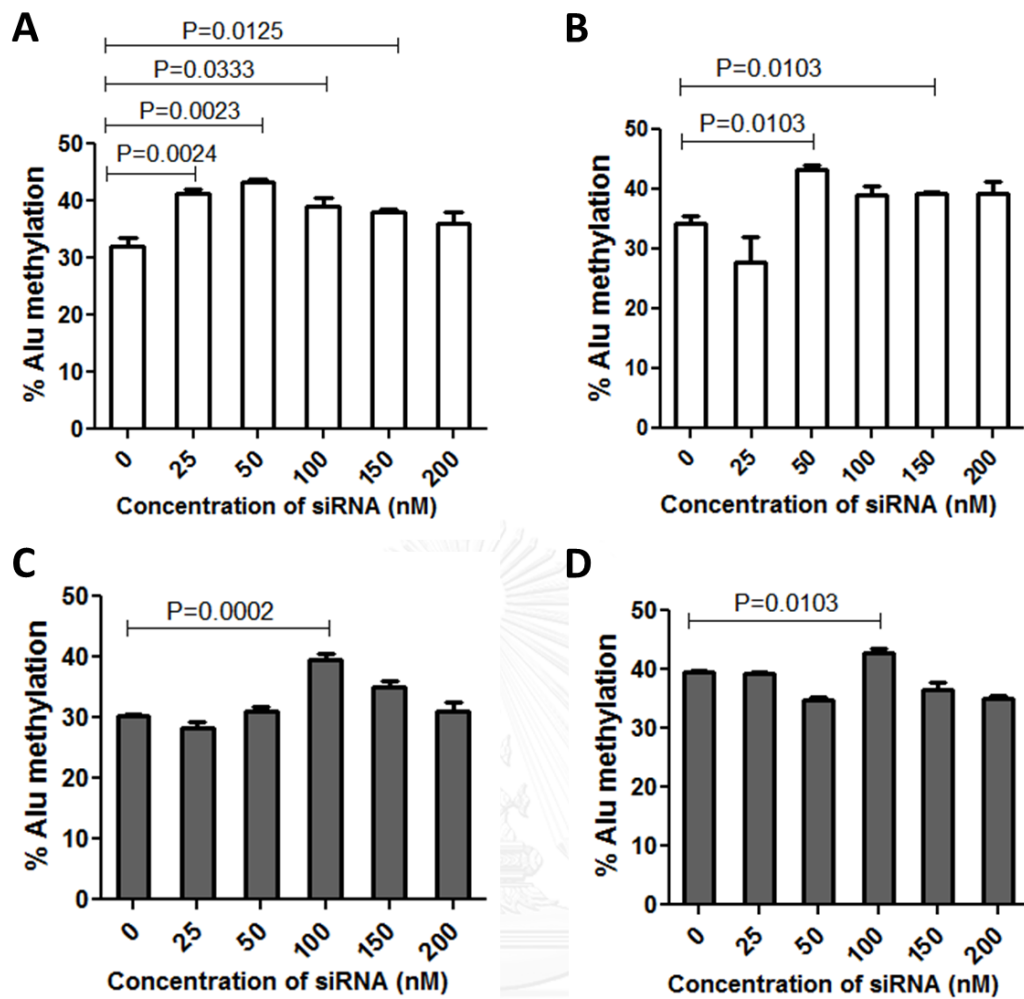 A
P=0.0125
P=0.0333
P=0.0023
P=0.0024
% Alu methylation
50
40
30
20
10
0
0 25 50 100 150 200
Concentration of siRNA (nM)
B
P=0.0103
P=0.0103
% Alu methylation
50
40
30
20
10
0
0 25 50 100 150 200
Concentration of siRNA (nM)
C
P=0.0002
% Alu methylation
50
40
30
20
10
0
0 25 50 100 150 200
Concentration of siRNA (nM)
D
P=0.0103
% Alu methylation
50
40
30
20
10
0
0 25 50 100 150 200
Concentration of siRNA (nM)